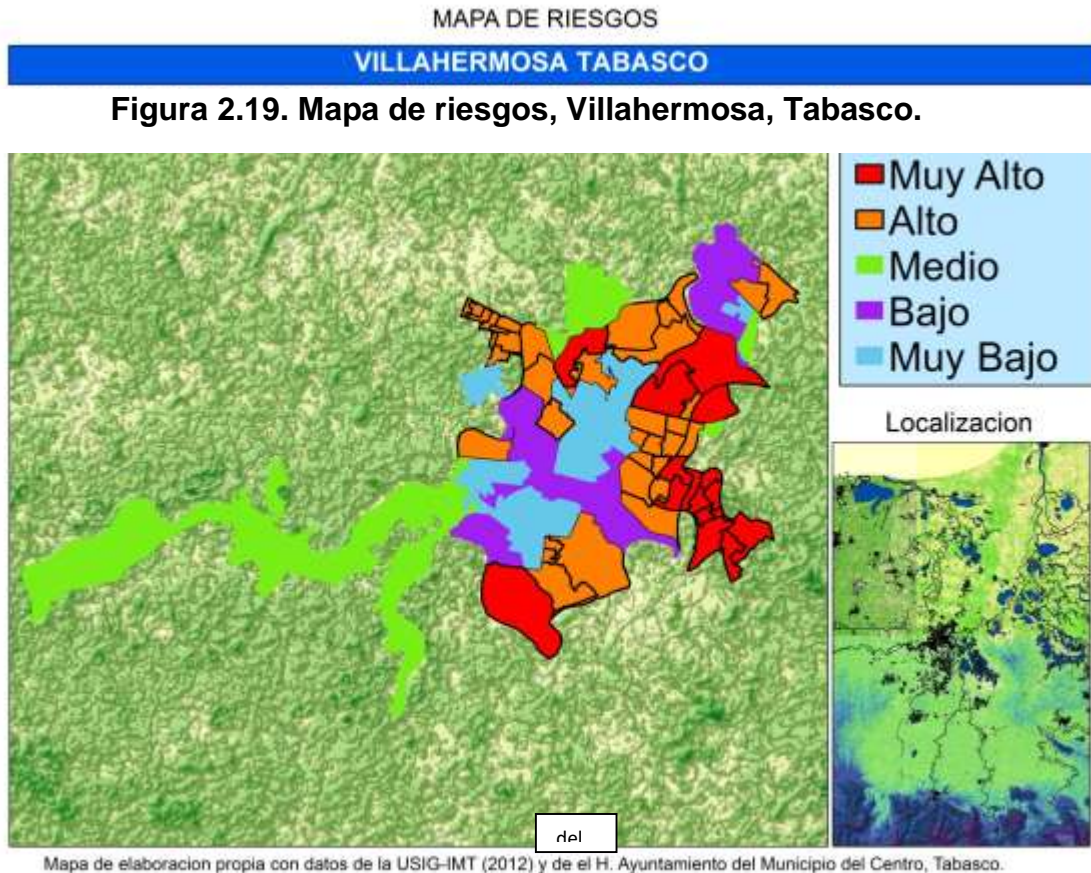 MAPA DE RIESGOS
VILLAHERMOSA TABASCO
Figura 2.19. Mapa de riesgos, Villahermosa, Tabasco.
Muy Alto
Alto
Medio
Bajo
Muy Bajo
Localizacion
del
Mapa de elaboracion propia con datos de la USIG-IMT (2012) y de el H. Ayuntamiento del Municipio del Centro, Tabasco.